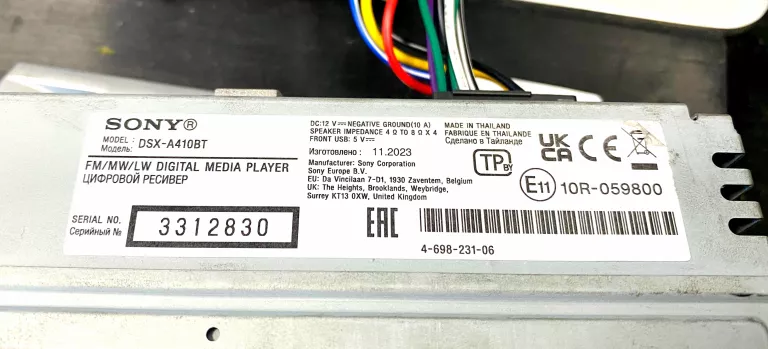 SONY®
MODEL : DSX-A410BT
Модель:
FM/MW/LW DIGITAL MEDIA PLAYER
ЦИФРОВОЙ РЕСИВЕР
SERIAL NO.
Серийный №
3312830
DC:12 V ⎓ NEGATIVE GROUND(10 A)
SPEAKER IMPEDANCE 4 Ω TO 8 Ω X 4
FRONT USB: 5 V ⎓
Изготовлено : 11.2023
Manufacturer: Sony Corporation
Sony Europe B.V.
EU: Da Vincilaan 7-D1, 1930 Zaventem, Belgium
UK: The Heights, Brooklands, Weybridge,
Surrey KT13 0XW, United Kingdom
MADE IN THAILAND
FABRIQUE EN THAILANDE
Сделано в Таиланде
TP BY
UK CA CE
E11 10R-059800
EAC
4-698-231-06